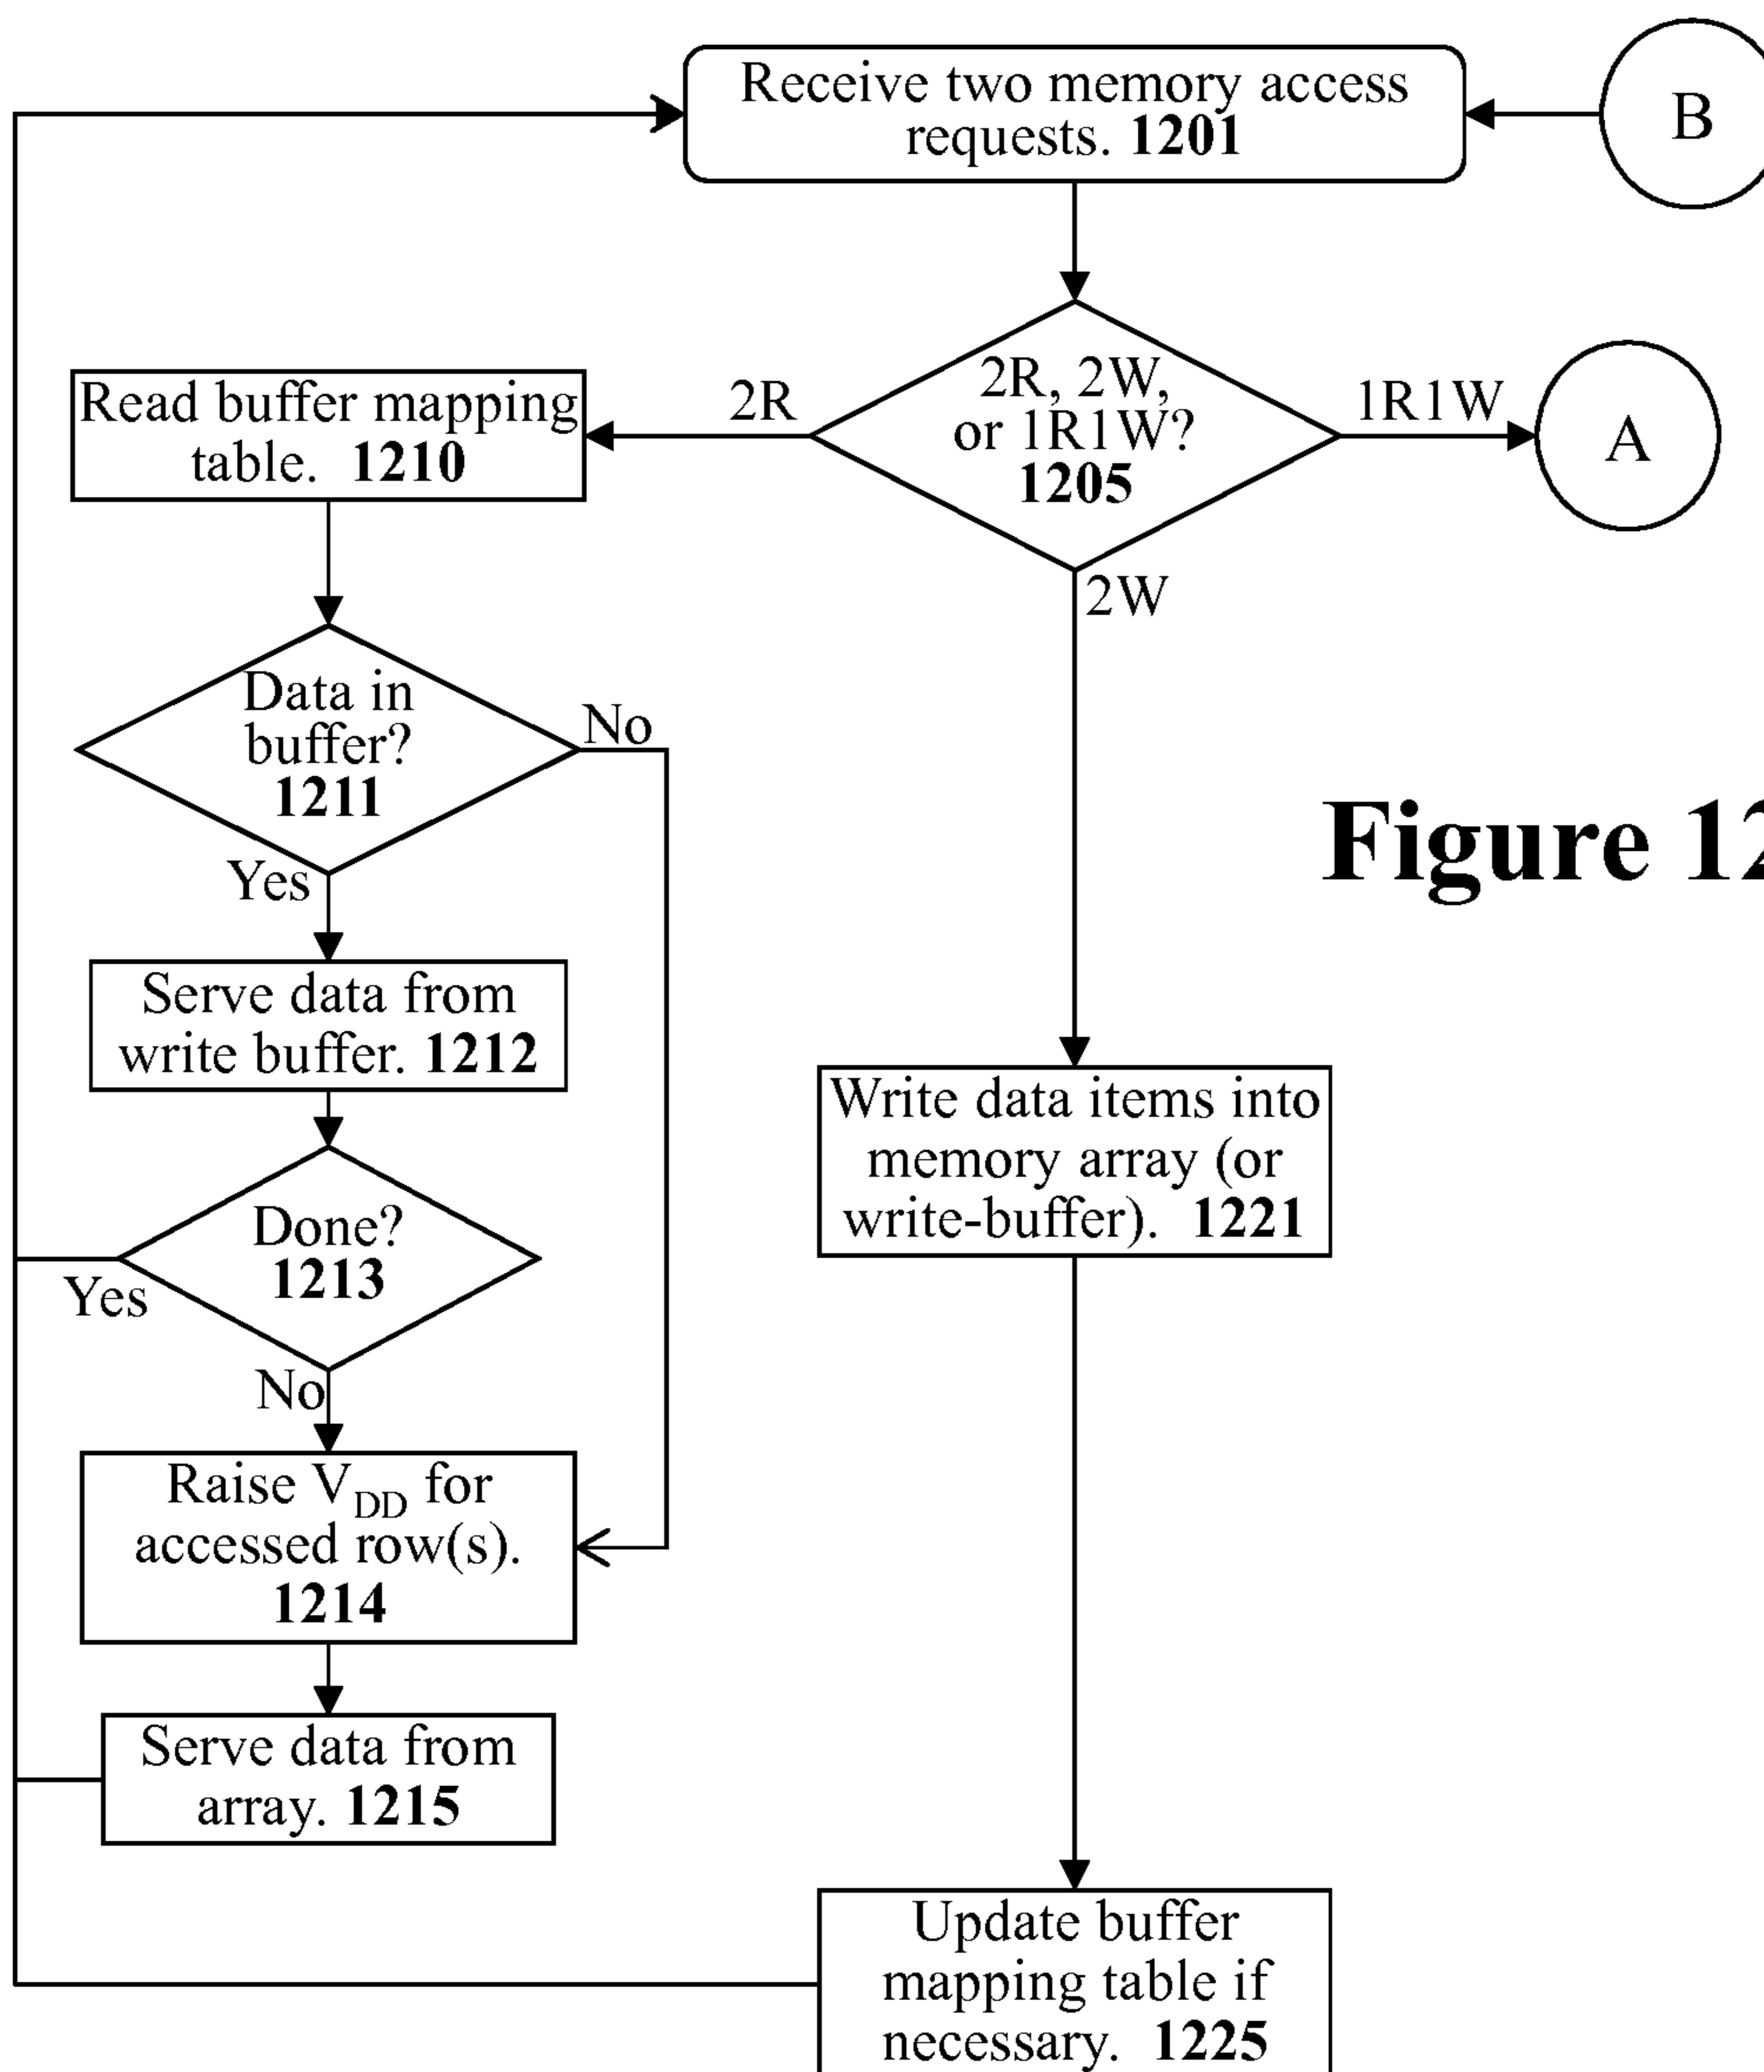 Receive two memory access
requests. 1201
B
2R, 2W,
or 1R1W?
1205
2R
1R1W
A
2W
Read buffer mapping
table. 1210
Data in
buffer?
1211
No
Yes
Figure 12
Serve data from
write buffer. 1212
Write data items into
memory array (or
write-buffer). 1221
Done?
1213
Yes
No
Raise VDD for
accessed row(s).
1214
Serve data from
array. 1215
Update buffer
mapping table if
necessary. 1225